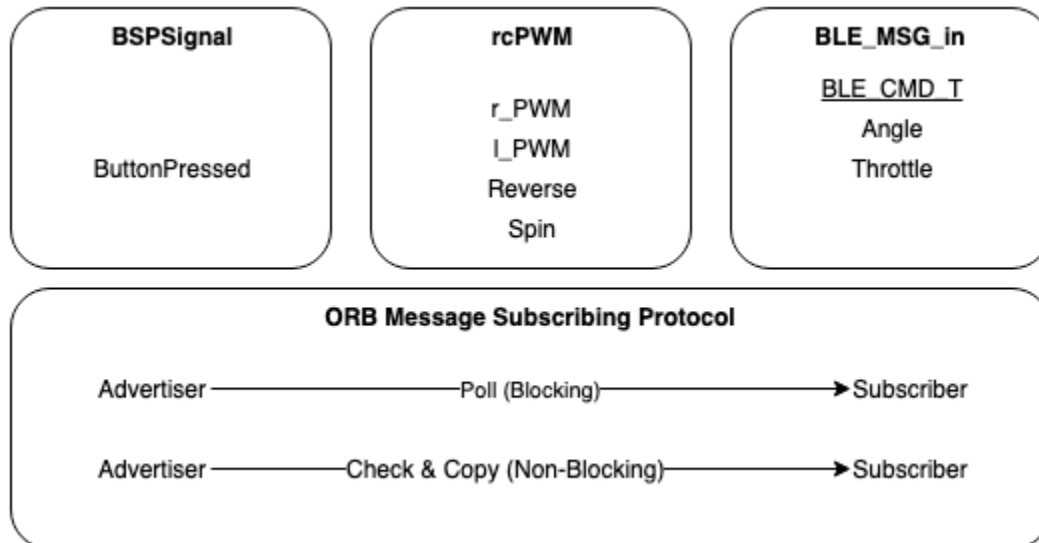 BSPSignal
ButtonPressed
rcPWM
r_PWM
l_PWM
Reverse
Spin
BLE_MSG_in
BLE_CMD_T
Angle
Throttle
ORB Message Subscribing Protocol
Advertiser Poll (Blocking) Subscriber
Advertiser Check & Copy (Non-Blocking) Subscriber